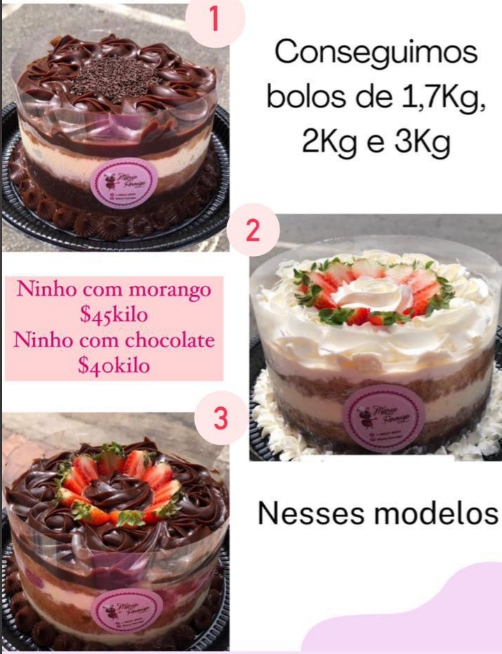 1
Conseguimos
bolos de 1,7Kg,
2Kg e 3Kg
2
Ninho com morango
$45kilo
Ninho com chocolate
$40kilo
3
Nesses modelos